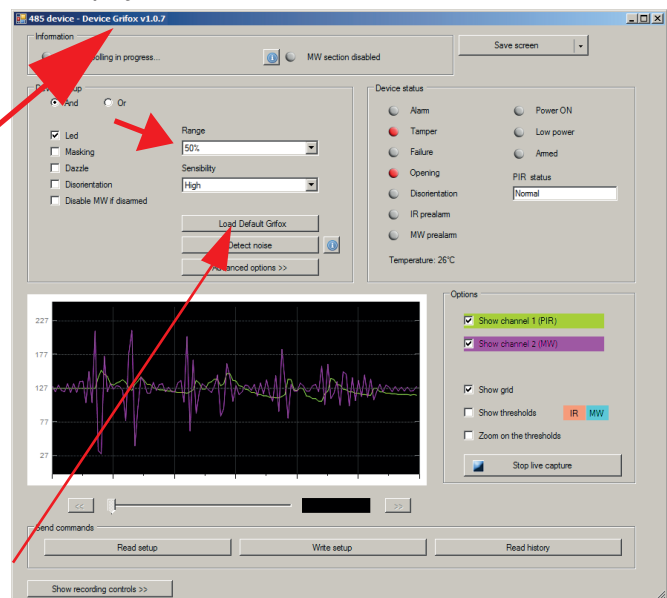 485 device - Device Grifox v1.0.7
Information
olling in progress...
MW section disabled
Save screen
And
Or
Led
Masking
Dazzle
Disorientation
Disable MW if disarmed
Range
50%
Sensibility
High
Load Default Grifox
Detect noise
Advanced options >>
Device status
Alarm
Tamper
Failure
Opening
Disorientation
IR prealarm
MW prealarm
Power ON
Low power
Armed
PIR status
Normal
Temperature: 26°C
227
177
127
77
27
Options
Show channel 1 (PIR)
Show channel 2 (MW)
Show grid
Show thresholds
IR MW
Zoom on the thresholds
Stop live capture
<<
>>
Send commands
Read setup
Write setup
Read history
Show recording controls >>